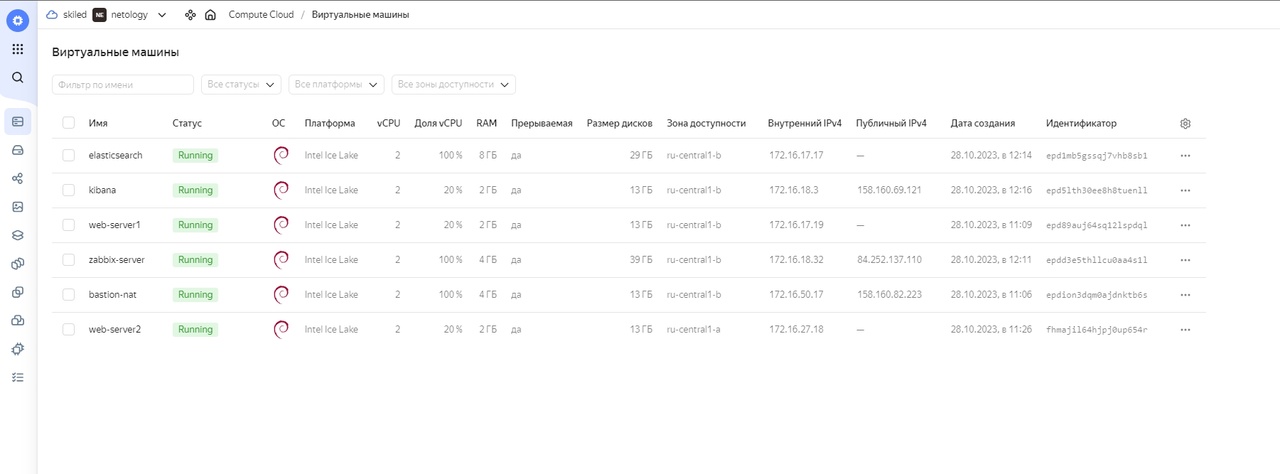 skiled NE netology Compute Cloud / Виртуальные машины
Виртуальные машины
Фильтр по имени Все статусы Все платформы Все зоны доступности
Имя Статус ОС Платформа vCPU Доля vCPU RAM Прерываемая Размер дисков Зона доступности Внутренний IPv4 Публичный IPv4 Дата создания Идентификатор
elasticsearch Running Intel Ice Lake 2 100 % 8 ГБ да 29 ГБ ru-central1-b 172.16.17.17 — 28.10.2023, в 12:14 epd1mb5gssqj7vhb8sb1
kibana Running Intel Ice Lake 2 20 % 2 ГБ да 13 ГБ ru-central1-b 172.16.18.3 158.160.69.121 28.10.2023, в 12:16 epd5lth30ee8h8tuenll
web-server1 Running Intel Ice Lake 2 20 % 2 ГБ да 13 ГБ ru-central1-b 172.16.17.19 — 28.10.2023, в 11:09 epd89auj64sq12lspdql
zabbix-server Running Intel Ice Lake 2 100 % 4 ГБ да 39 ГБ ru-central1-b 172.16.18.32 84.252.137.110 28.10.2023, в 12:11 epdd3e5thllcu0aa4s1l
bastion-nat Running Intel Ice Lake 2 100 % 4 ГБ да 13 ГБ ru-central1-b 172.16.50.17 158.160.82.223 28.10.2023, в 11:06 epdion3dqm0ajdnktb6s
web-server2 Running Intel Ice Lake 2 20 % 2 ГБ да 13 ГБ ru-central1-a 172.16.27.18 — 28.10.2023, в 11:26 fhmajil64hjpj0up654r